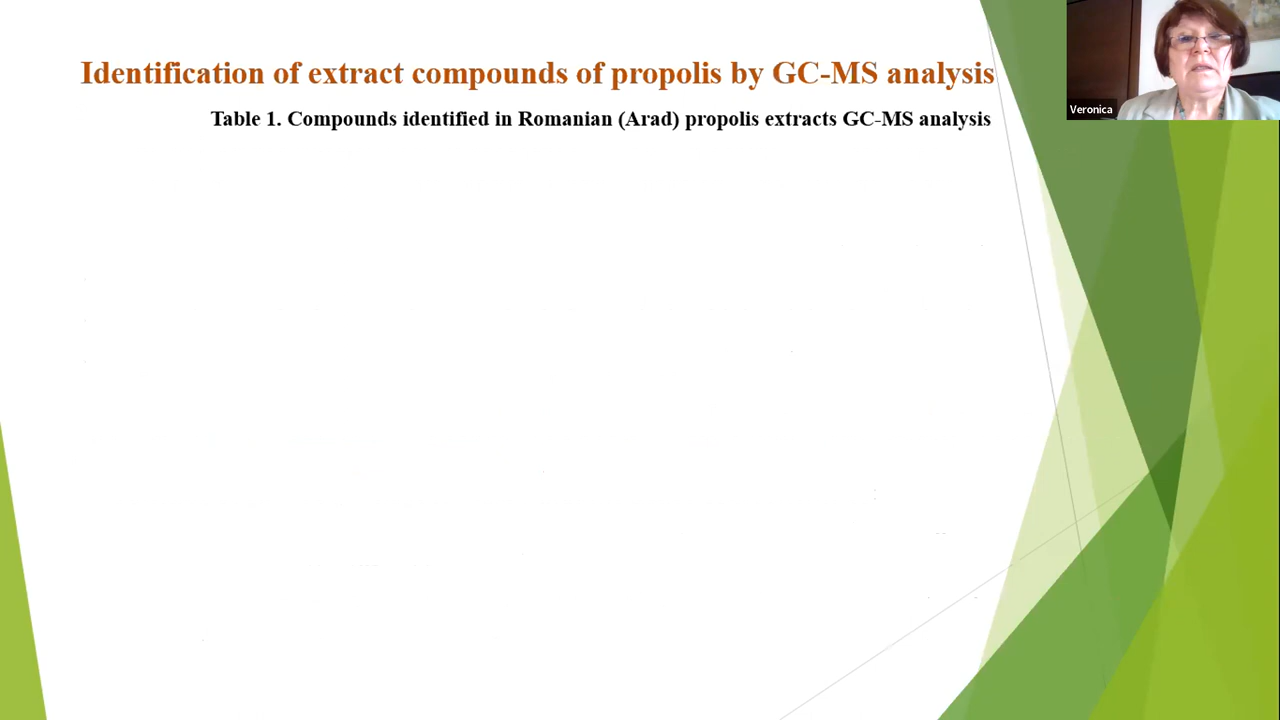 Identification of extract compounds of propolis by GC-MS analysis
Table 1. Compounds identified in Romanian (Arad) propolis extracts GC-MS analysis
Veronica